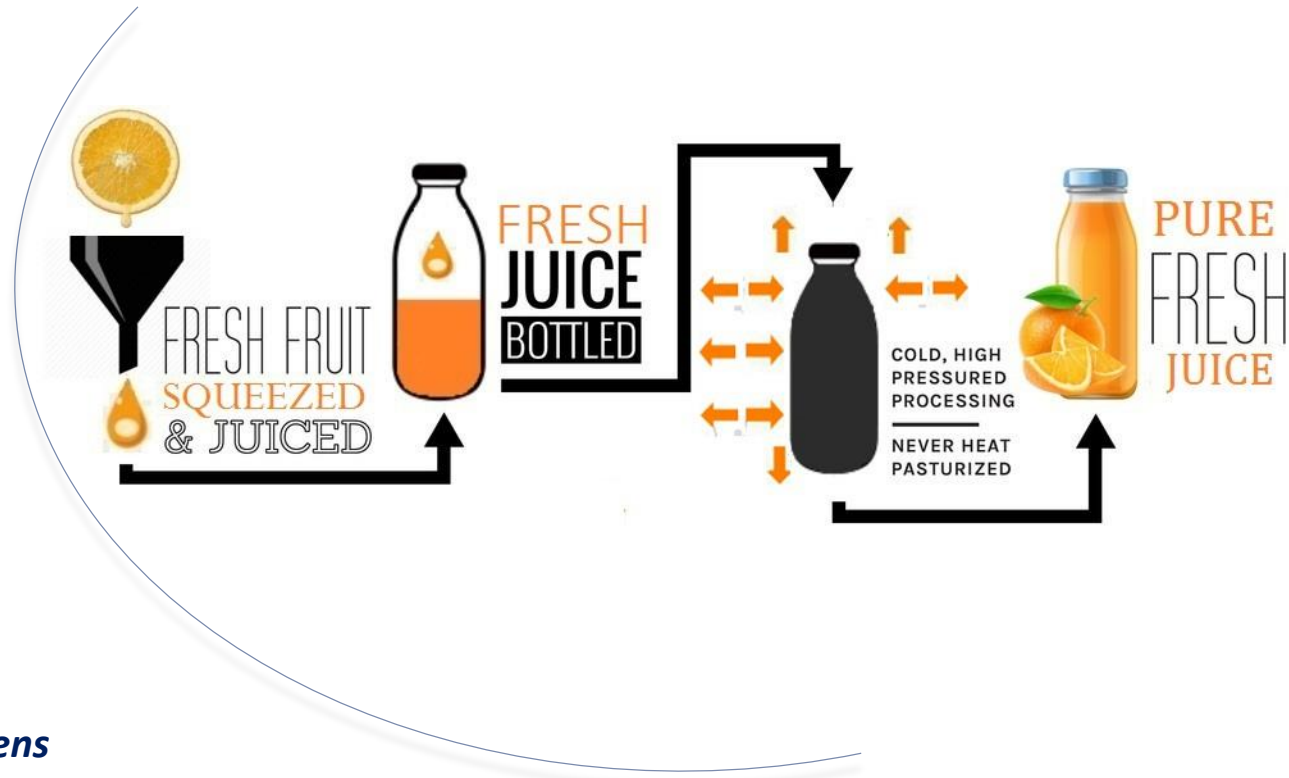 FRESH FRUIT
SQUEEZED
& JUICED
FRESH
JUICE
BOTTLED
COLD, HIGH
PRESSURED
PROCESSING
NEVER HEAT
PASTURIZED
PURE
FRESH
JUICE
ens